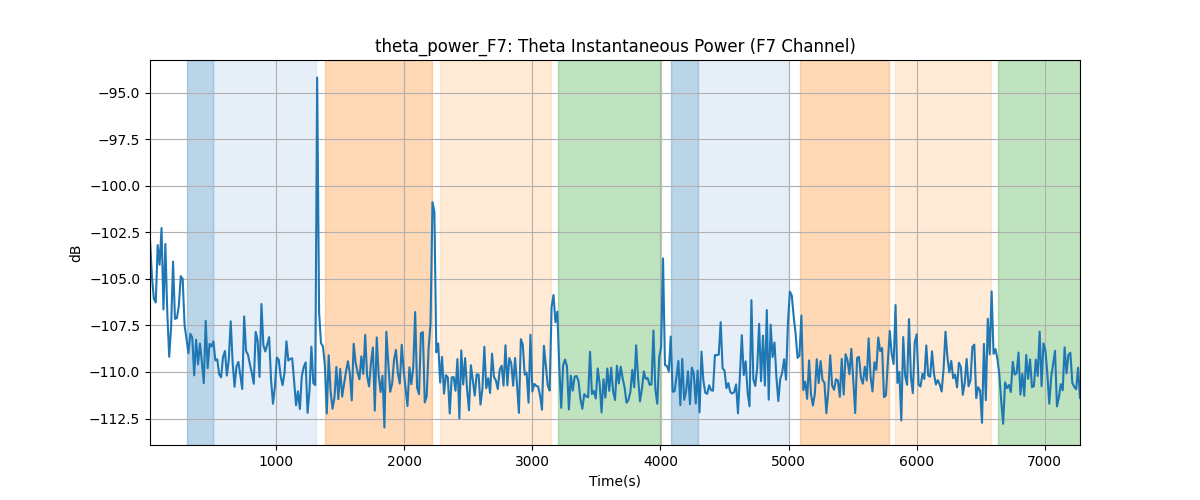 theta_power_F7: Theta Instantaneous Power (F7 Channel)
dB
−95.0
−97.5
−100.0
−102.5
−105.0
−107.5
−110.0
−112.5
1000 2000 3000 4000 5000 6000 7000
Time(s)